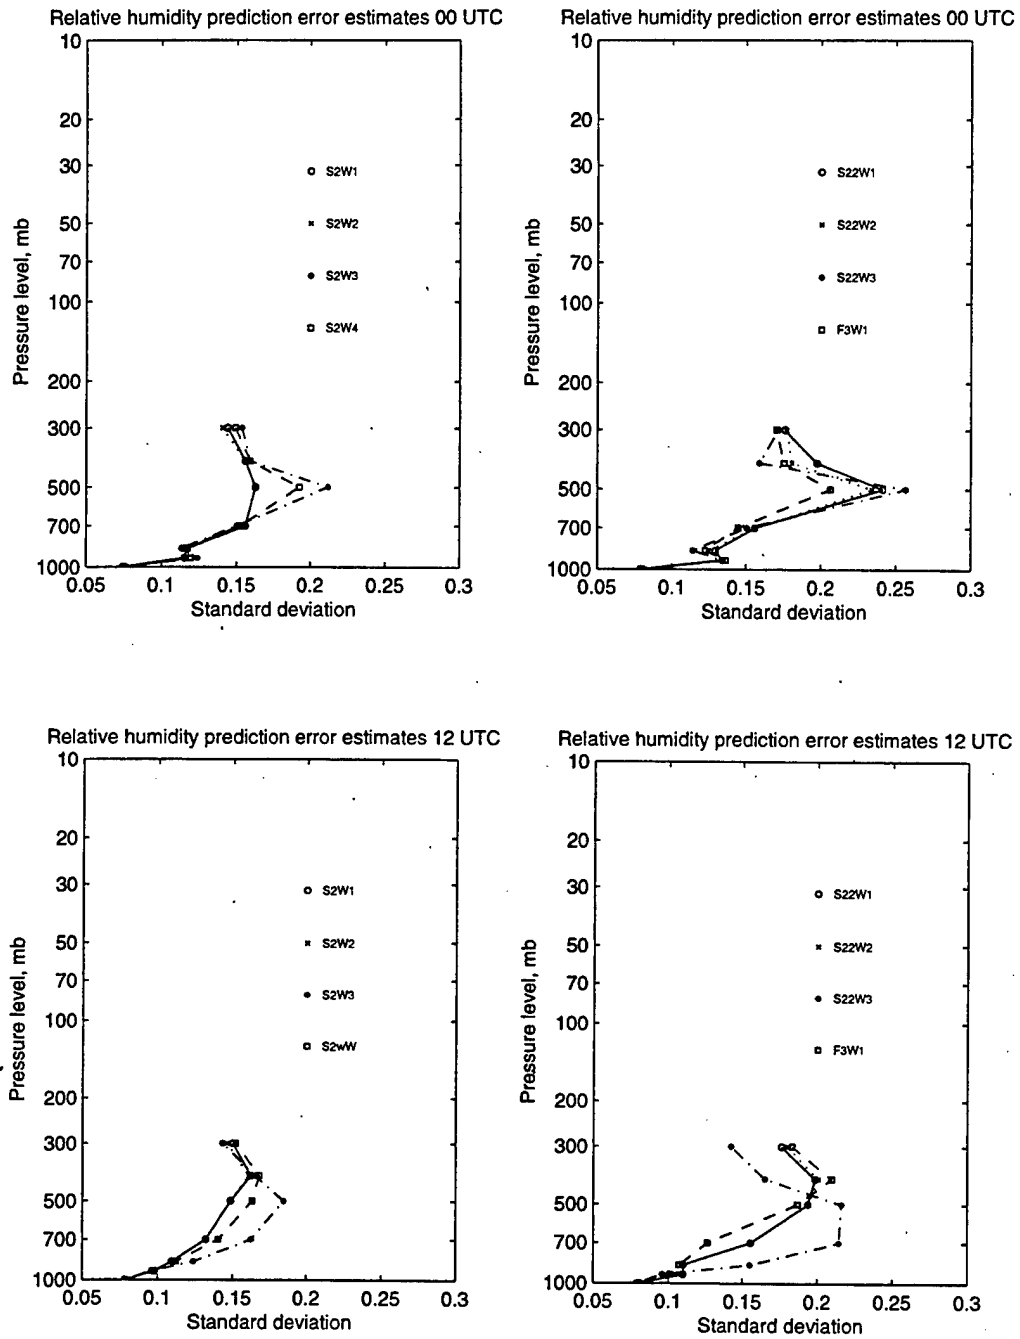 Relative humidity prediction error estimates 00 UTC
10
20
30
50
70
100
200
300
500
700
1000
Pressure level, mb
S2W1
S2W2
S2W3
S2W4
0.05
0.1
0.15
0.2
0.25
0.3
Standard deviation
Relative humidity prediction error estimates 00 UTC
10
20
30
50
70
100
200
300
500
700
1000
Pressure level, mb
S22W1
S22W2
S22W3
F3W1
0.05
0.1
0.15
0.2
0.25
0.3
Standard deviation
Relative humidity prediction error estimates 12 UTC
10
20
30
50
70
100
200
300
500
700
1000
Pressure level, mb
S2W1
S2W2
S2W3
S2wW
0.05
0.1
0.15
0.2
0.25
0.3
Standard deviation
Relative humidity prediction error estimates 12 UTC
10
20
30
50
70
100
200
300
500
700
1000
Pressure level, mb
S22W1
S22W2
S22W3
F3W1
0.05
0.1
0.15
0.2
0.25
0.3
Standard deviation